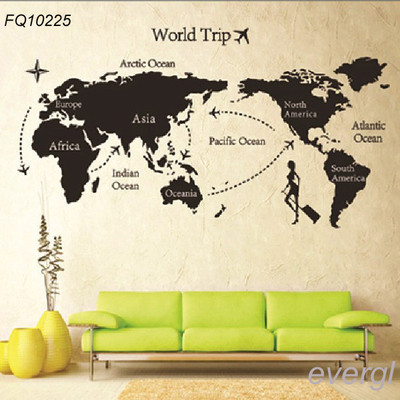 FQ10225
World Trip
Arctic Ocean
Europe
Asia
North
America
Africa
Pacific Ocean
Atlantic
Ocean
Indian
Ocean
Oceania
South
America
evergl